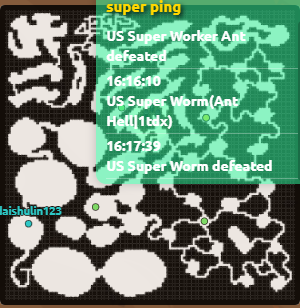 super ping
US Super Worker Ant
defeated
16:16:10
US Super Worm(Ant
Hell|1tdx)
16:17:39
US Super Worm defeated
laishulin123